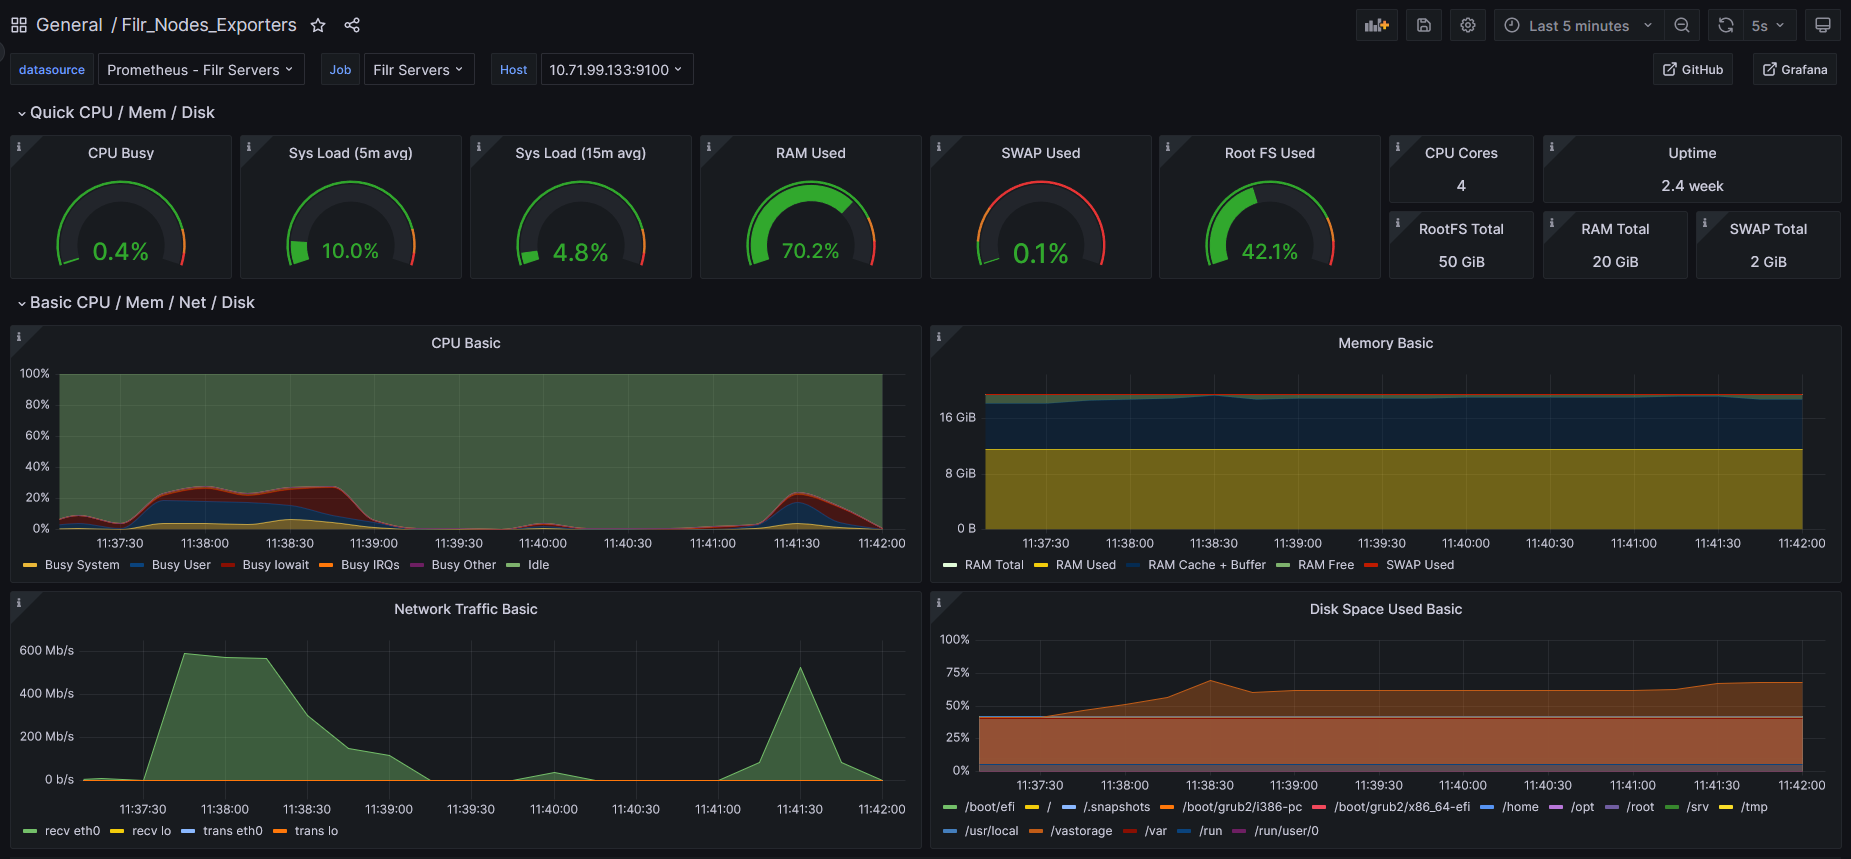 General / Filr_Nodes_Exporters
Last 5 minutes
5s
datasource Prometheus - Filr Servers Job Filr Servers Host 10.71.99.133:9100 GitHub Grafana
Quick CPU / Mem / Disk
CPU Busy
0.4%
Sys Load (5m avg)
10.0%
Sys Load (15m avg)
4.8%
RAM Used
70.2%
SWAP Used
0.1%
Root FS Used
42.1%
CPU Cores
4
Uptime
2.4 week
RootFS Total
50 GiB
RAM Total
20 GiB
SWAP Total
2 GiB
Basic CPU / Mem / Net / Disk
CPU Basic
100%
80%
60%
40%
20%
0%
11:37:30 11:38:00 11:38:30 11:39:00 11:39:30 11:40:00 11:40:30 11:41:00 11:41:30 11:42:00
Busy System Busy User Busy Iowait Busy IRQs Busy Other Idle
Memory Basic
16 GiB
8 GiB
0 B
11:37:30 11:38:00 11:38:30 11:39:00 11:39:30 11:40:00 11:40:30 11:41:00 11:41:30 11:42:00
RAM Total RAM Used RAM Cache + Buffer RAM Free SWAP Used
Network Traffic Basic
600 Mb/s
400 Mb/s
200 Mb/s
0 b/s
11:37:30 11:38:00 11:38:30 11:39:00 11:39:30 11:40:00 11:40:30 11:41:00 11:41:30 11:42:00
recv eth0 recv lo trans eth0 trans lo
Disk Space Used Basic
100%
75%
50%
25%
0%
11:37:30 11:38:00 11:38:30 11:39:00 11:39:30 11:40:00 11:40:30 11:41:00 11:41:30 11:42:00
/boot/efi / /.snapshots /boot/grub2/i386-pc /boot/grub2/x86_64-efi /home /opt /root /srv /tmp
/usr/local /vastorage /var /run /run/user/0